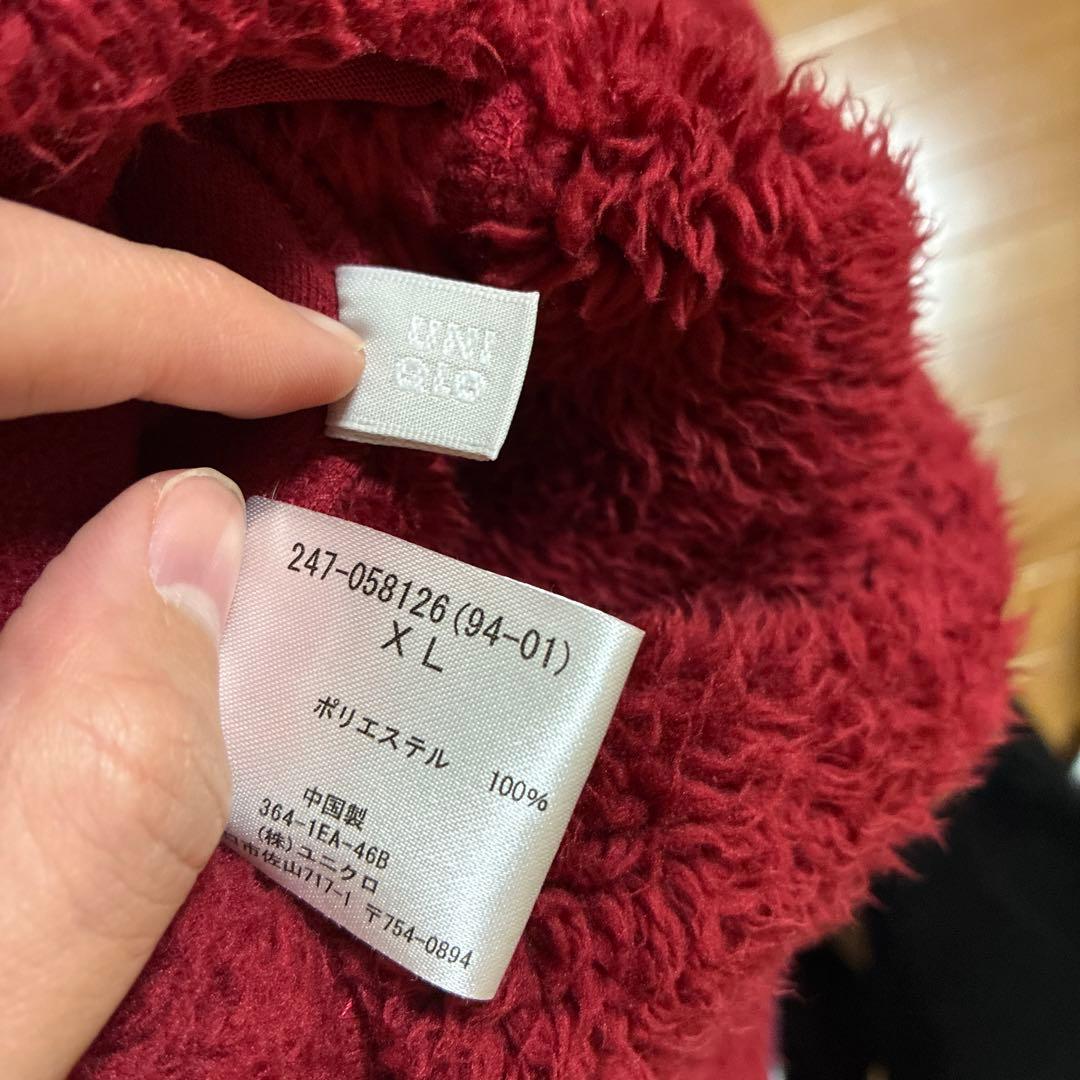 UNI
QLO
247-058126(94-01)
XL
ポリエステル 100%
中国製
364-1EA-46B
(株)ユニクロ
市佐山717-1 〒754-0894